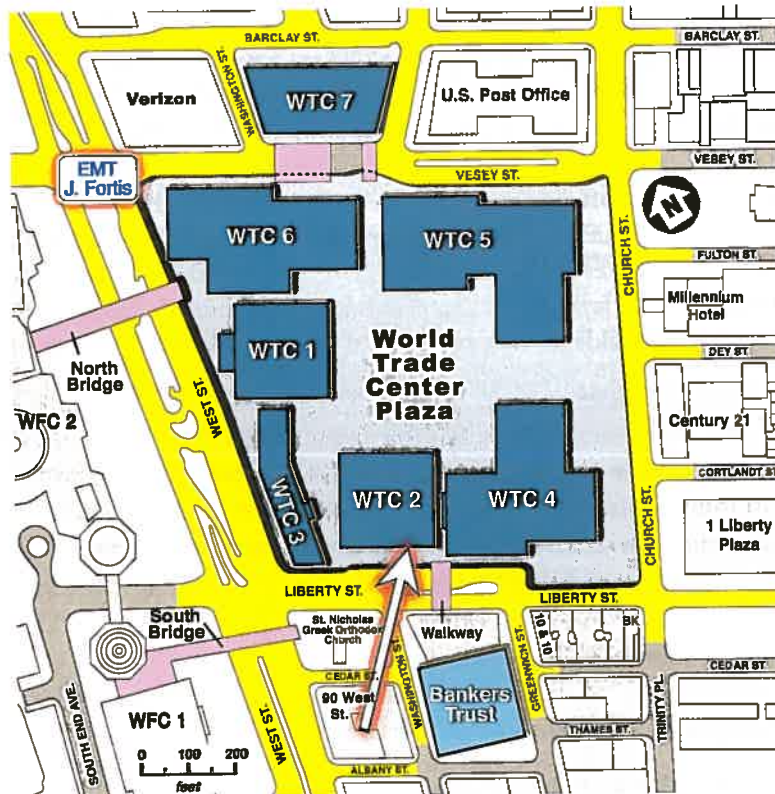 BARCLAY ST.
BARCLAY ST.
WASHINGTON ST.
Verizon
WTC 7
U.S. Post Office
EMT
J. Fortis
VESEY ST.
VESEY ST.
N
WTC 6
WTC 5
CHURCH ST.
FULTON ST.
Millennium
Hotel
WTC 1
World
Trade
Center
Plaza
North
Bridge
WEST ST.
DEY ST.
WFC 2
Century 21
CORTLANDT ST
WTC 3
WTC 2
WTC 4
CHURCH ST.
1 Liberty
Plaza
LIBERTY ST.
LIBERTY ST.
South
Bridge
St. Nicholas
Greek Orthodox
Church
Walkway
WASHINGTON ST.
GREENWICH ST.
10 & 10
BK
CEDAR ST.
CEDAR ST.
90 West
St.
Bankers
Trust
SOUTH END AVE.
WFC 1
WEST ST.
TRINITY PL.
THAMES ST.
0 100 200
feet
ALBANY ST.